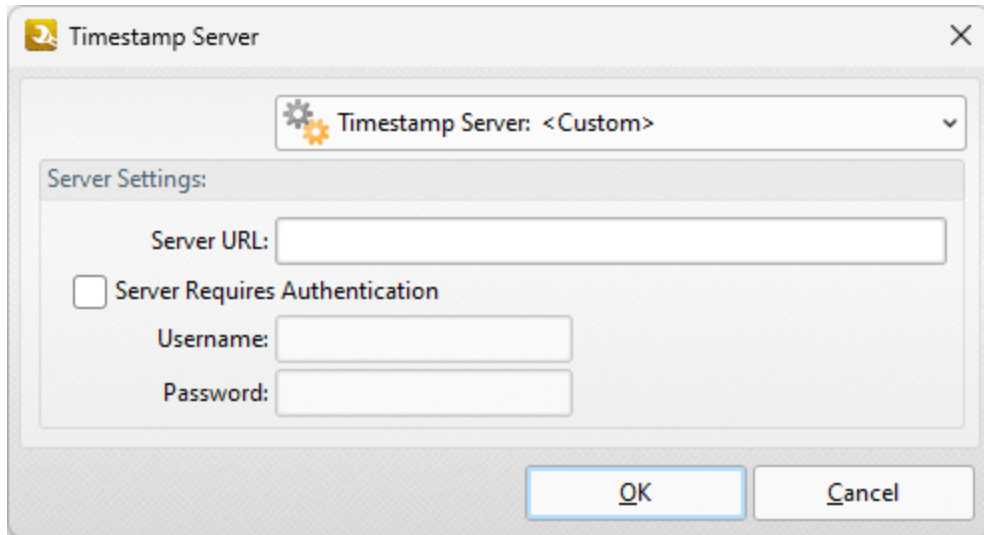 Timestamp Server
Timestamp Server: <Custom>
Server Settings:
Server URL:
Server Requires Authentication
Username:
Password:
OK
Cancel